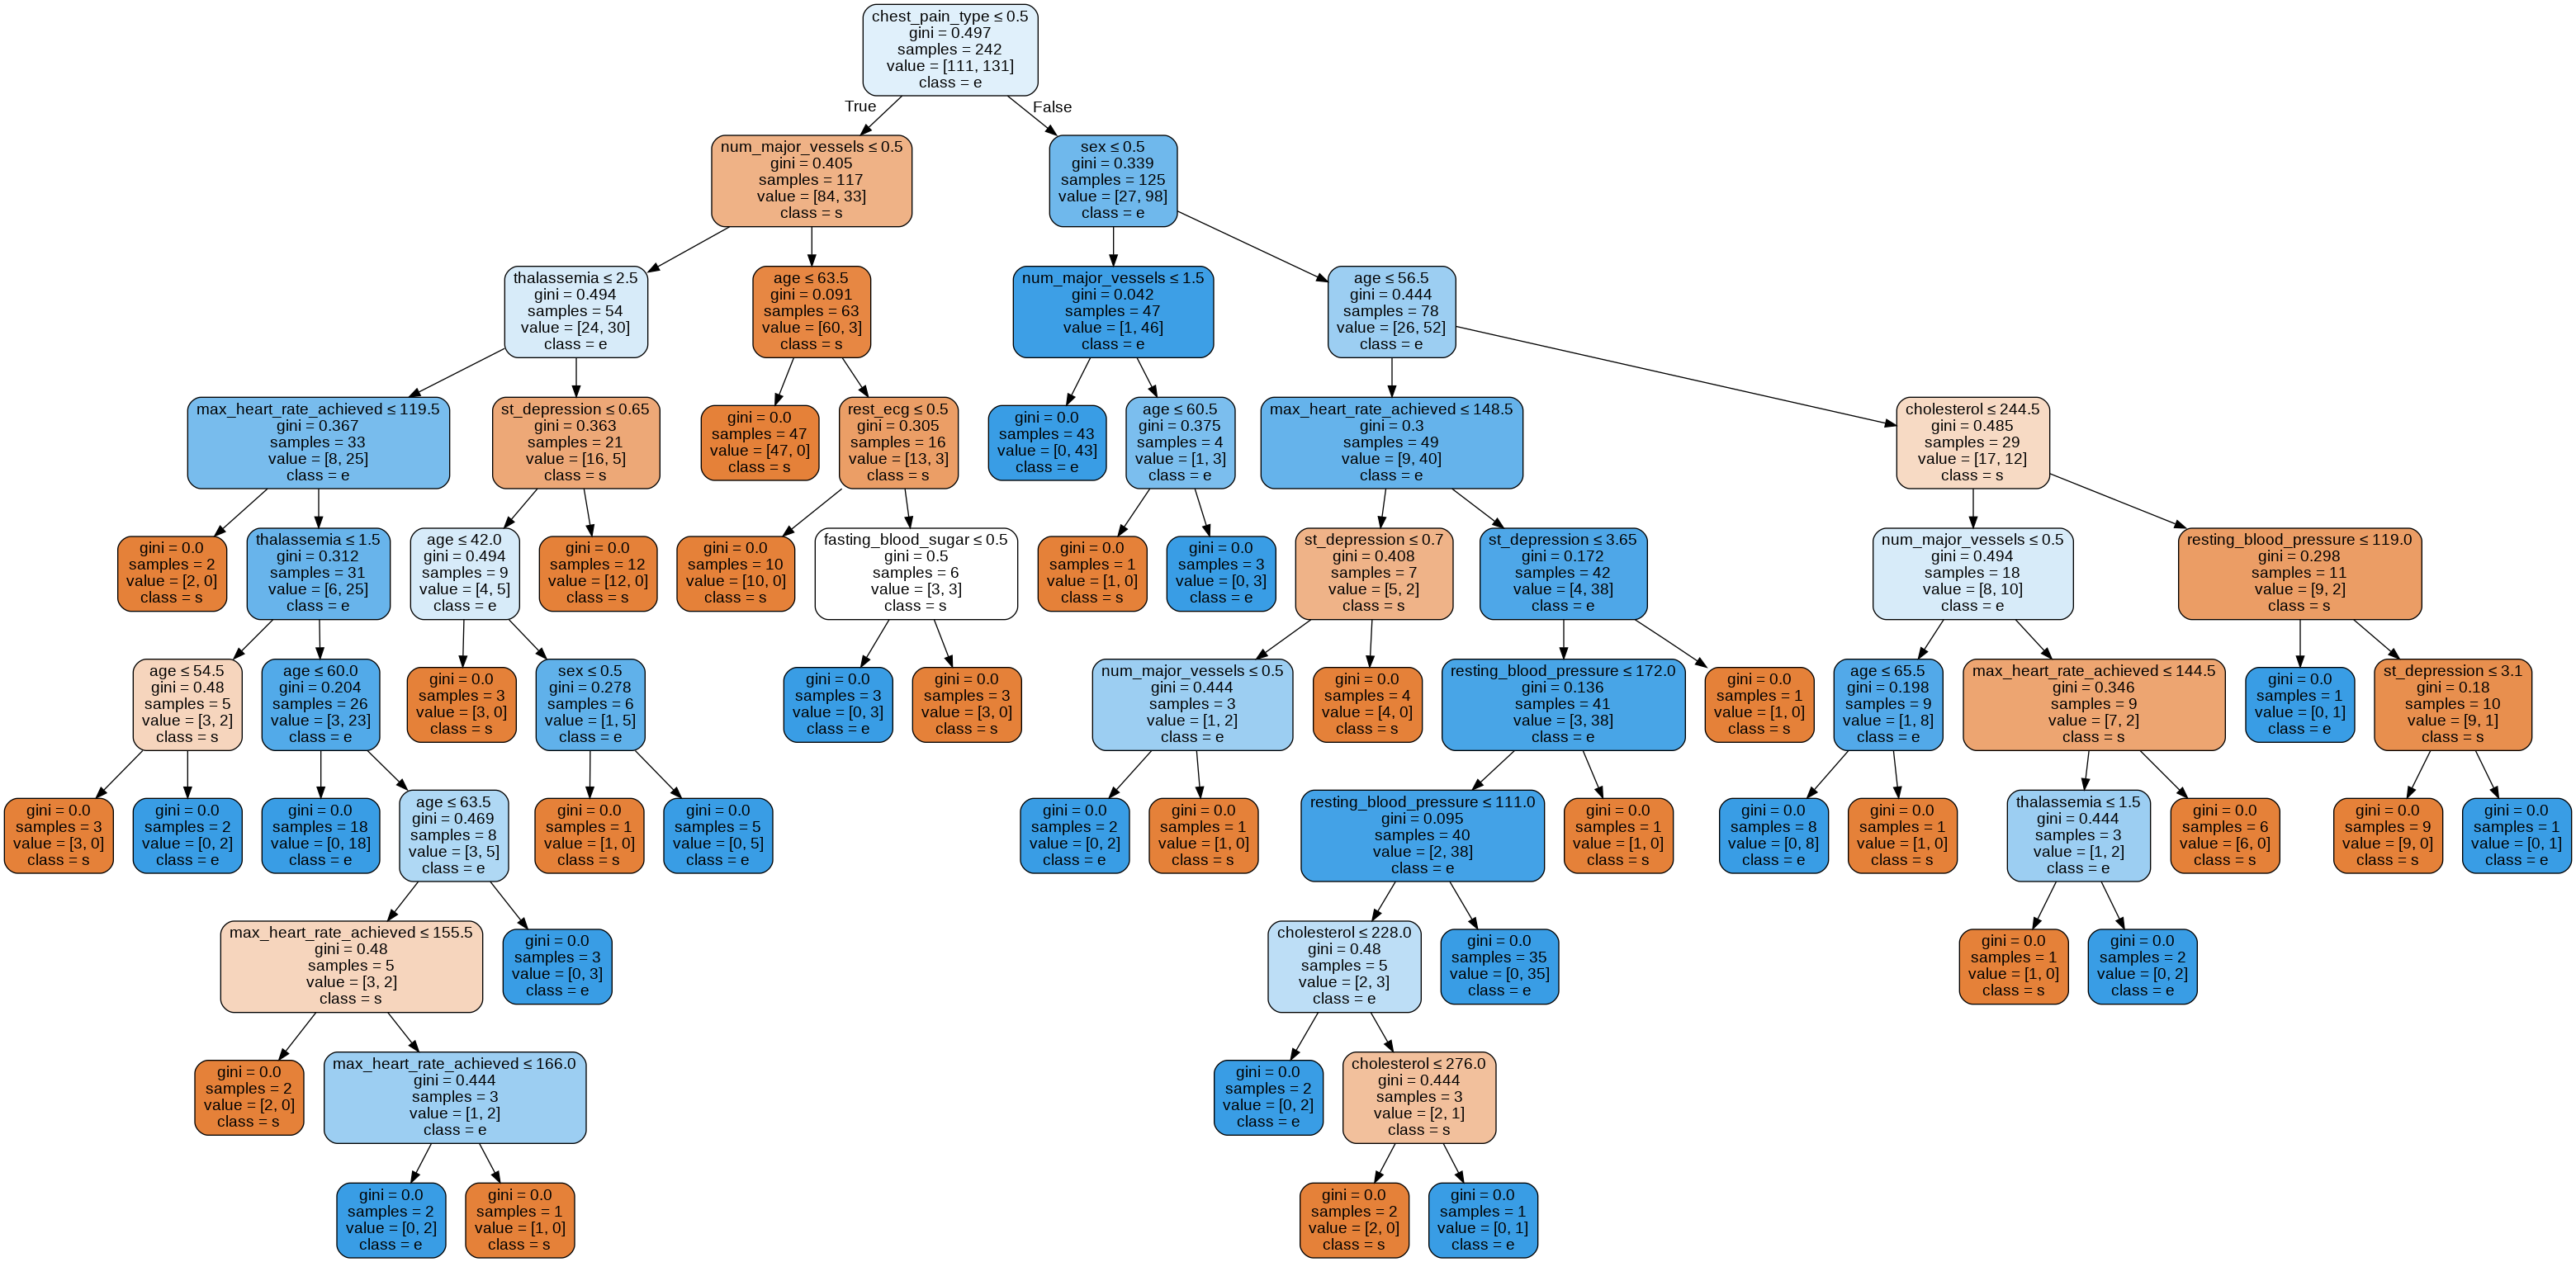 chest_pain_type ≤ 0.5
gini = 0.497
samples = 242
value = [111, 131]
class = e
True
False
num_major_vessels ≤ 0.5
gini = 0.405
samples = 117
value = [84, 33]
class = s
sex ≤ 0.5
gini = 0.339
samples = 125
value = [27, 98]
class = e
thalassemia ≤ 2.5
gini = 0.494
samples = 54
value = [24, 30]
class = e
age ≤ 63.5
gini = 0.091
samples = 63
value = [60, 3]
class = s
num_major_vessels ≤ 1.5
gini = 0.042
samples = 47
value = [1, 46]
class = e
age ≤ 56.5
gini = 0.444
samples = 78
value = [26, 52]
class = e
max_heart_rate_achieved ≤ 119.5
gini = 0.367
samples = 33
value = [8, 25]
class = e
st_depression ≤ 0.65
gini = 0.363
samples = 21
value = [16, 5]
class = s
gini = 0.0
samples = 47
value = [47, 0]
class = s
rest_ecg ≤ 0.5
gini = 0.305
samples = 16
value = [13, 3]
class = s
gini = 0.0
samples = 43
value = [0, 43]
class = e
age ≤ 60.5
gini = 0.375
samples = 4
value = [1, 3]
class = e
max_heart_rate_achieved ≤ 148.5
gini = 0.3
samples = 49
value = [9, 40]
class = e
cholesterol ≤ 244.5
gini = 0.485
samples = 29
value = [17, 12]
class = s
gini = 0.0
samples = 2
value = [2, 0]
class = s
thalassemia ≤ 1.5
gini = 0.312
samples = 31
value = [6, 25]
class = e
age ≤ 42.0
gini = 0.494
samples = 9
value = [4, 5]
class = e
gini = 0.0
samples = 12
value = [12, 0]
class = s
gini = 0.0
samples = 10
value = [10, 0]
class = s
fasting_blood_sugar ≤ 0.5
gini = 0.5
samples = 6
value = [3, 3]
class = s
gini = 0.0
samples = 1
value = [1, 0]
class = s
gini = 0.0
samples = 3
value = [0, 3]
class = e
st_depression ≤ 0.7
gini = 0.408
samples = 7
value = [5, 2]
class = s
st_depression ≤ 3.65
gini = 0.172
samples = 42
value = [4, 38]
class = e
num_major_vessels ≤ 0.5
gini = 0.494
samples = 18
value = [8, 10]
class = e
resting_blood_pressure ≤ 119.0
gini = 0.298
samples = 11
value = [9, 2]
class = s
age ≤ 54.5
gini = 0.48
samples = 5
value = [3, 2]
class = s
age ≤ 60.0
gini = 0.204
samples = 26
value = [3, 23]
class = e
gini = 0.0
samples = 3
value = [3, 0]
class = s
sex ≤ 0.5
gini = 0.278
samples = 6
value = [1, 5]
class = e
gini = 0.0
samples = 3
value = [0, 3]
class = e
gini = 0.0
samples = 3
value = [3, 0]
class = s
num_major_vessels ≤ 0.5
gini = 0.444
samples = 3
value = [1, 2]
class = e
gini = 0.0
samples = 4
value = [4, 0]
class = s
resting_blood_pressure ≤ 172.0
gini = 0.136
samples = 41
value = [3, 38]
class = e
gini = 0.0
samples = 1
value = [1, 0]
class = s
age ≤ 65.5
gini = 0.198
samples = 9
value = [1, 8]
class = e
max_heart_rate_achieved ≤ 144.5
gini = 0.346
samples = 9
value = [7, 2]
class = s
gini = 0.0
samples = 1
value = [0, 1]
class = e
st_depression ≤ 3.1
gini = 0.18
samples = 10
value = [9, 1]
class = s
gini = 0.0
samples = 3
value = [3, 0]
class = s
gini = 0.0
samples = 2
value = [0, 2]
class = e
gini = 0.0
samples = 18
value = [0, 18]
class = e
age ≤ 63.5
gini = 0.469
samples = 8
value = [3, 5]
class = e
gini = 0.0
samples = 1
value = [1, 0]
class = s
gini = 0.0
samples = 5
value = [0, 5]
class = e
gini = 0.0
samples = 2
value = [0, 2]
class = e
gini = 0.0
samples = 1
value = [1, 0]
class = s
resting_blood_pressure ≤ 111.0
gini = 0.095
samples = 40
value = [2, 38]
class = e
gini = 0.0
samples = 1
value = [1, 0]
class = s
gini = 0.0
samples = 8
value = [0, 8]
class = e
gini = 0.0
samples = 1
value = [1, 0]
class = s
thalassemia ≤ 1.5
gini = 0.444
samples = 3
value = [1, 2]
class = e
gini = 0.0
samples = 6
value = [6, 0]
class = s
gini = 0.0
samples = 9
value = [9, 0]
class = s
gini = 0.0
samples = 1
value = [0, 1]
class = e
max_heart_rate_achieved ≤ 155.5
gini = 0.48
samples = 5
value = [3, 2]
class = s
gini = 0.0
samples = 3
value = [0, 3]
class = e
cholesterol ≤ 228.0
gini = 0.48
samples = 5
value = [2, 3]
class = e
gini = 0.0
samples = 35
value = [0, 35]
class = e
gini = 0.0
samples = 1
value = [1, 0]
class = s
gini = 0.0
samples = 2
value = [0, 2]
class = e
gini = 0.0
samples = 2
value = [2, 0]
class = s
max_heart_rate_achieved ≤ 166.0
gini = 0.444
samples = 3
value = [1, 2]
class = e
gini = 0.0
samples = 2
value = [0, 2]
class = e
cholesterol ≤ 276.0
gini = 0.444
samples = 3
value = [2, 1]
class = s
gini = 0.0
samples = 2
value = [0, 2]
class = e
gini = 0.0
samples = 1
value = [1, 0]
class = s
gini = 0.0
samples = 2
value = [2, 0]
class = s
gini = 0.0
samples = 1
value = [0, 1]
class = e